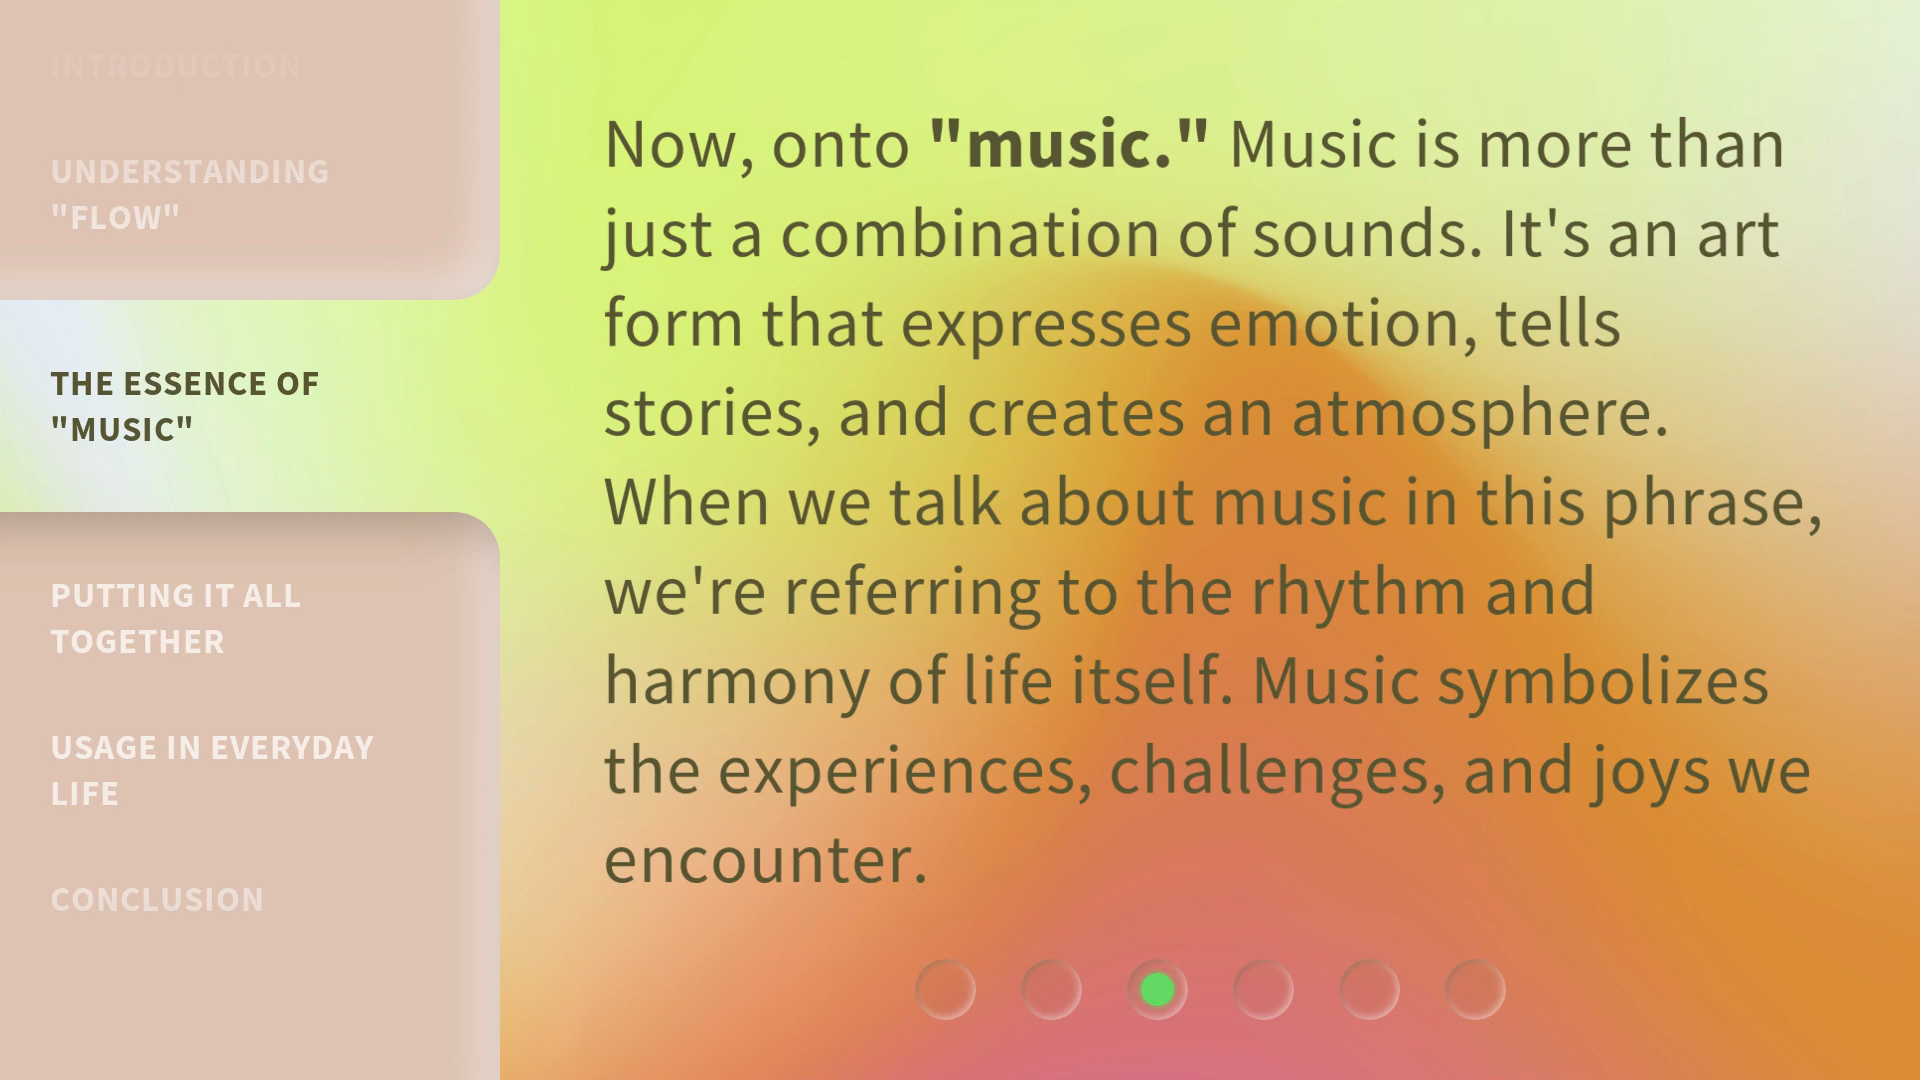 INTRODUCTION
UNDERSTANDING
"FLOW"
THE ESSENCE OF
"MUSIC"
PUTTING IT ALL
TOGETHER
USAGE IN EVERYDAY
LIFE
CONCLUSION
Now, onto "music." Music is more than
just a combination of sounds. It's an art
form that expresses emotion, tells
stories, and creates an atmosphere.
When we talk about music in this phrase,
we're referring to the rhythm and
harmony of life itself. Music symbolizes
the experiences, challenges, and joys we
encounter.